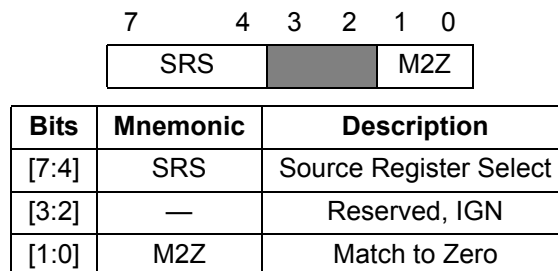 7 4 3 2 1 0
SRS M2Z
Bits Mnemonic Description
[7:4] SRS Source Register Select
[3:2] — Reserved, IGN
[1:0] M2Z Match to Zero